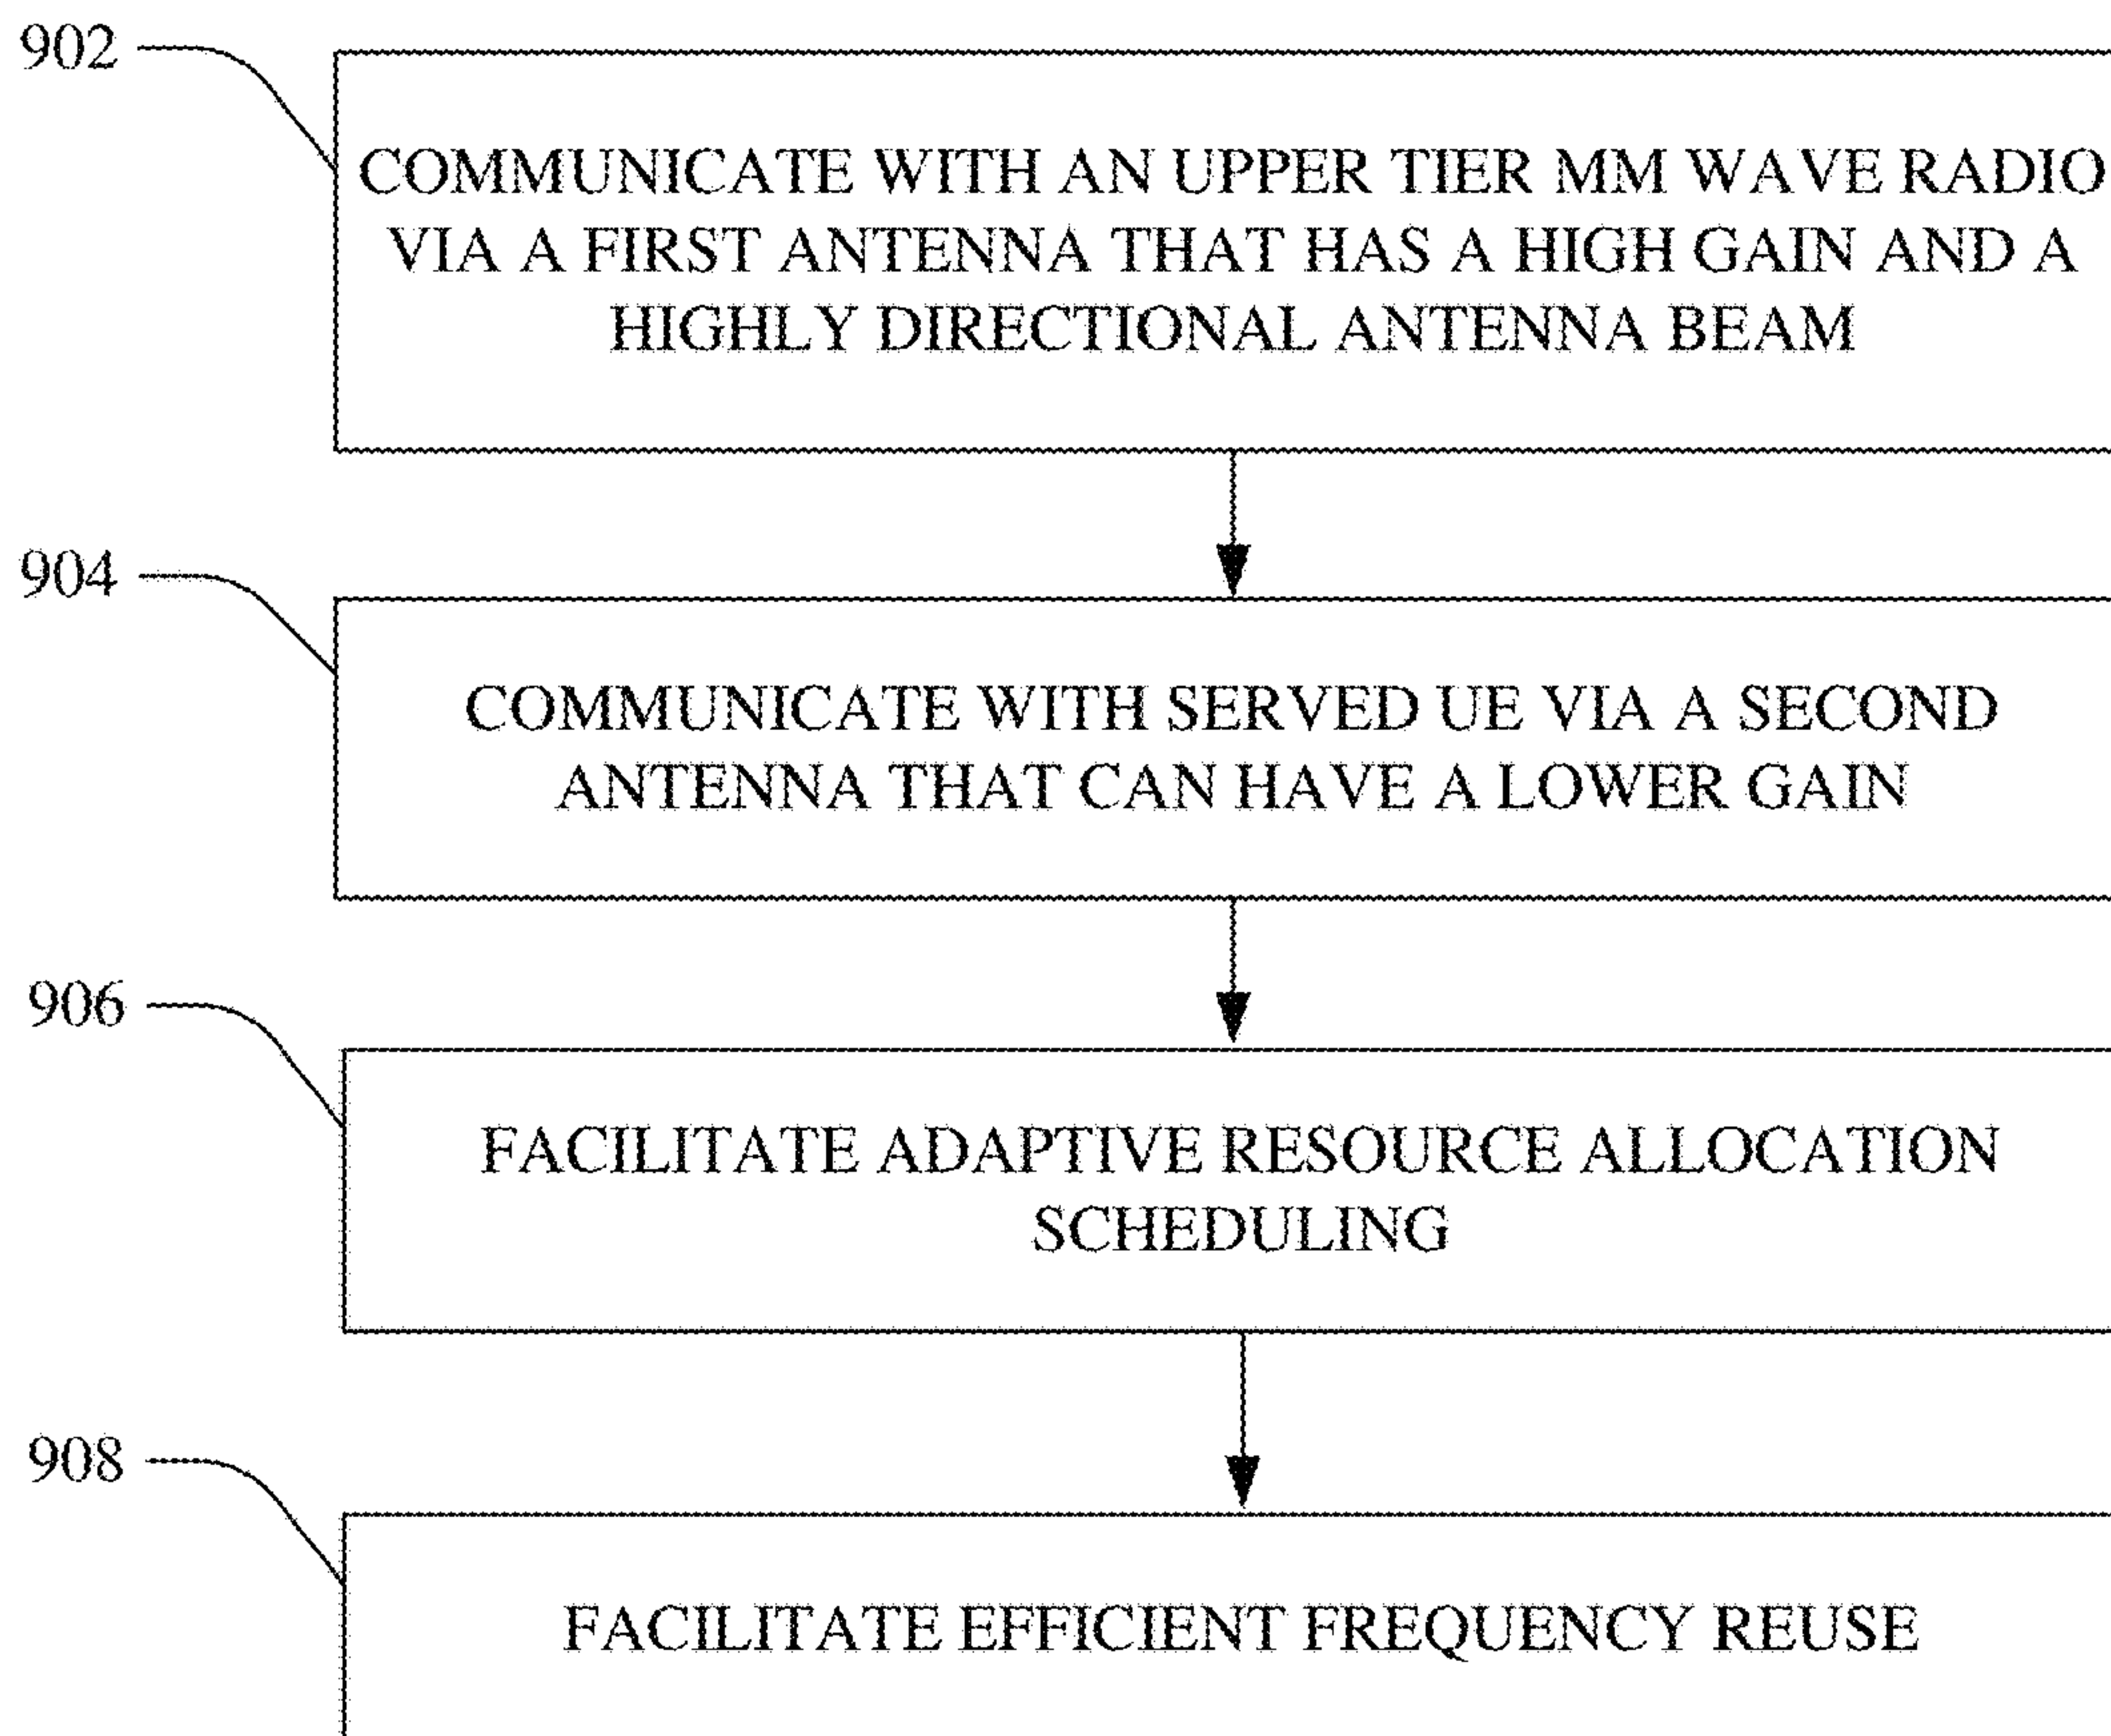 902
COMMUNICATE WITH AN UPPER TIER MM WAVE RADIO
VIA A FIRST ANTENNA THAT HAS A HIGH GAIN AND A
HIGHLY DIRECTIONAL ANTENNA BEAM
904
COMMUNICATE WITH SERVED UE VIA A SECOND
ANTENNA THAT CAN HAVE A LOWER GAIN
906
FACILITATE ADAPTIVE RESOURCE ALLOCATION
SCHEDULING
908
FACILITATE EFFICIENT FREQUENCY REUSE